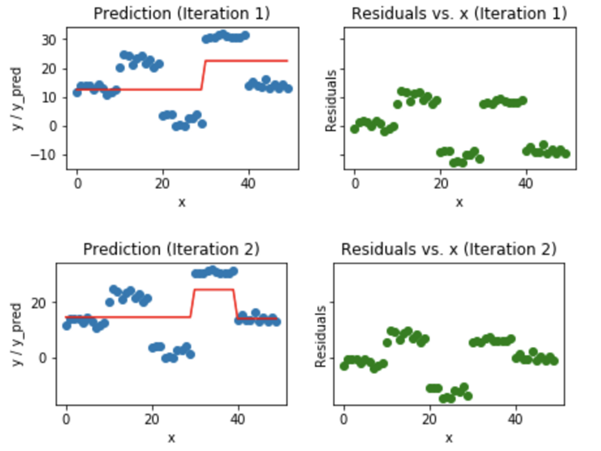 Prediction (Iteration 1)
y / y_pred
30
20
10
0
−10
0
20
40
x
Residuals vs. x (Iteration 1)
Residuals
0
20
40
x
Prediction (Iteration 2)
y / y_pred
20
0
0
20
40
x
Residuals vs. x (Iteration 2)
Residuals
0
20
40
x